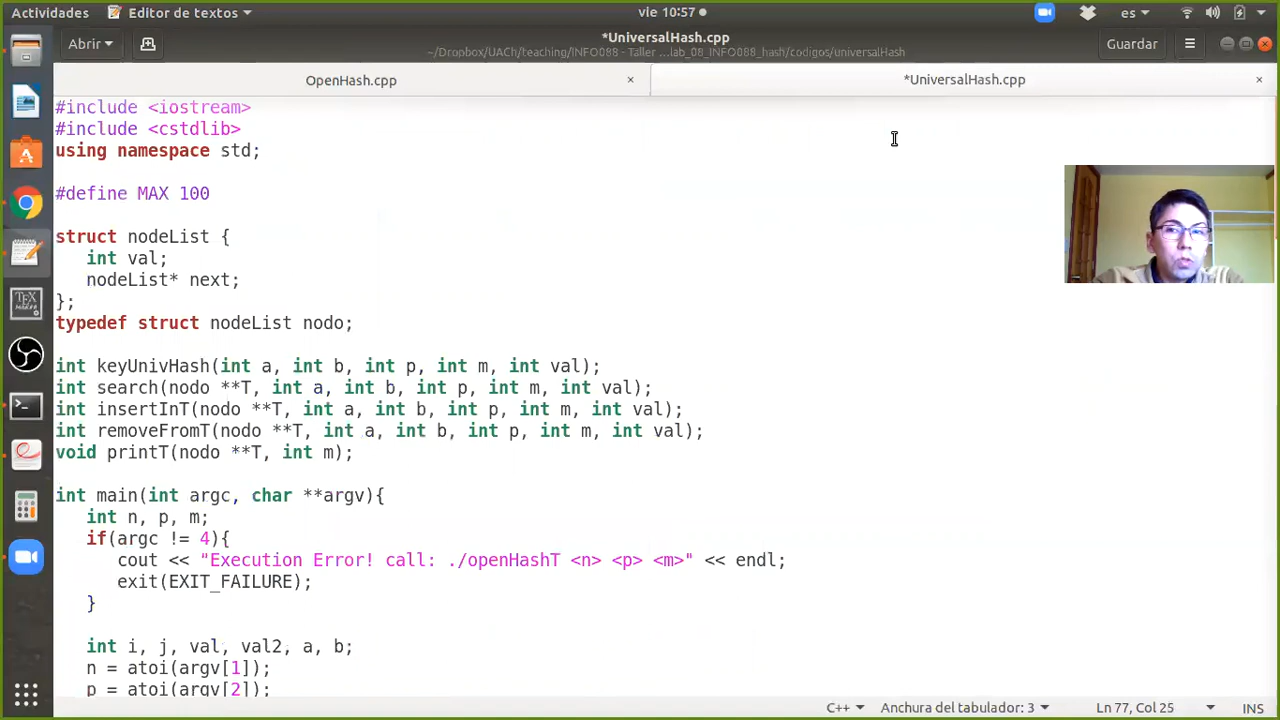 Actividades Editor de textos vie 10:57 es
Abrir *UniversalHash.cpp Guardar
~/Dropbox/UACh/teaching/INFO088 - Taller ...lab_08_INFO088_hash/codigos/universalHash
OpenHash.cpp × *UniversalHash.cpp ×
#include <iostream>
#include <cstdlib>
using namespace std;
#define MAX 100
struct nodeList {
int val;
nodeList* next;
};
typedef struct nodeList nodo;
int keyUnivHash(int a, int b, int p, int m, int val);
int search(nodo **T, int a, int b, int p, int m, int val);
int insertInT(nodo **T, int a, int b, int p, int m, int val);
int removeFromT(nodo **T, int a, int b, int p, int m, int val);
void printT(nodo **T, int m);
int main(int argc, char **argv){
int n, p, m;
if(argc != 4){
cout << "Execution Error! call: ./openHashT <n> <p> <m>" << endl;
exit(EXIT_FAILURE);
}
int i, j, val, val2, a, b;
n = atoi(argv[1]);
p = atoi(argv[2]);
C++ Anchura del tabulador: 3 Ln 77, Col 25 INS